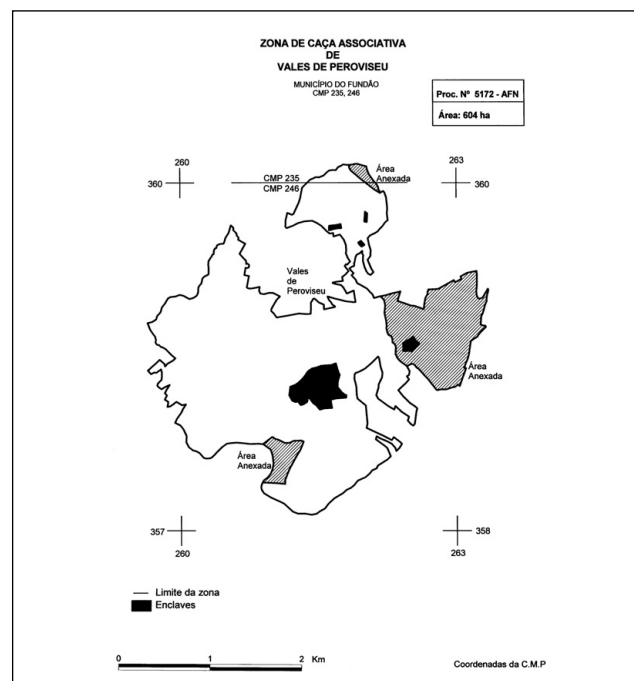 ZONA DE CAÇA ASSOCIATIVA
DE
VALES DE PEROVISEU
MUNICÍPIO DO FUNDÃO
CMP 235, 246
Proc. Nº 5172 - AFN
Área: 604 ha
260
263
360
CMP 235
CMP 246
Área
Anexada
360
Vales
de
Peroviseu
Área
Anexada
Área
Anexada
357
358
260
263
Limite da zona
Enclaves
0
1
2
Km
Coordenadas da C.M.P